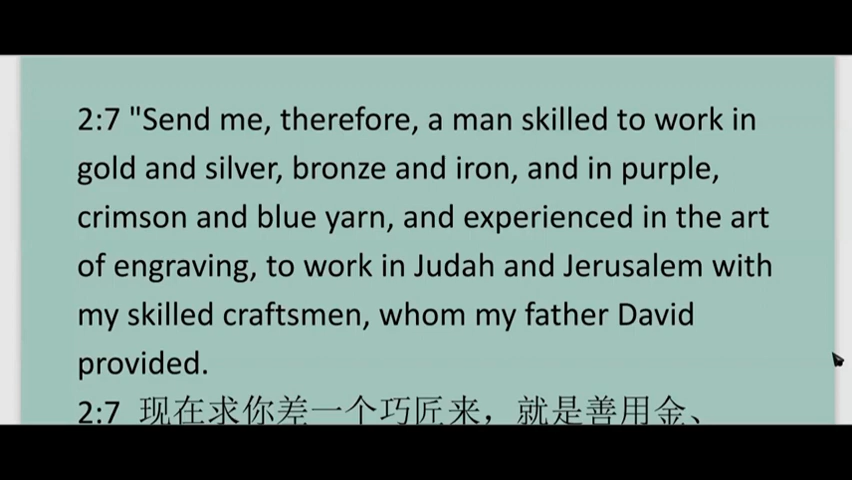 2:7 "Send me, therefore, a man skilled to work in
gold and silver, bronze and iron, and in purple,
crimson and blue yarn, and experienced in the art
of engraving, to work in Judah and Jerusalem with
my skilled craftsmen, whom my father David
provided.
2:7 现在求你差一个巧匠来，就是善用金、